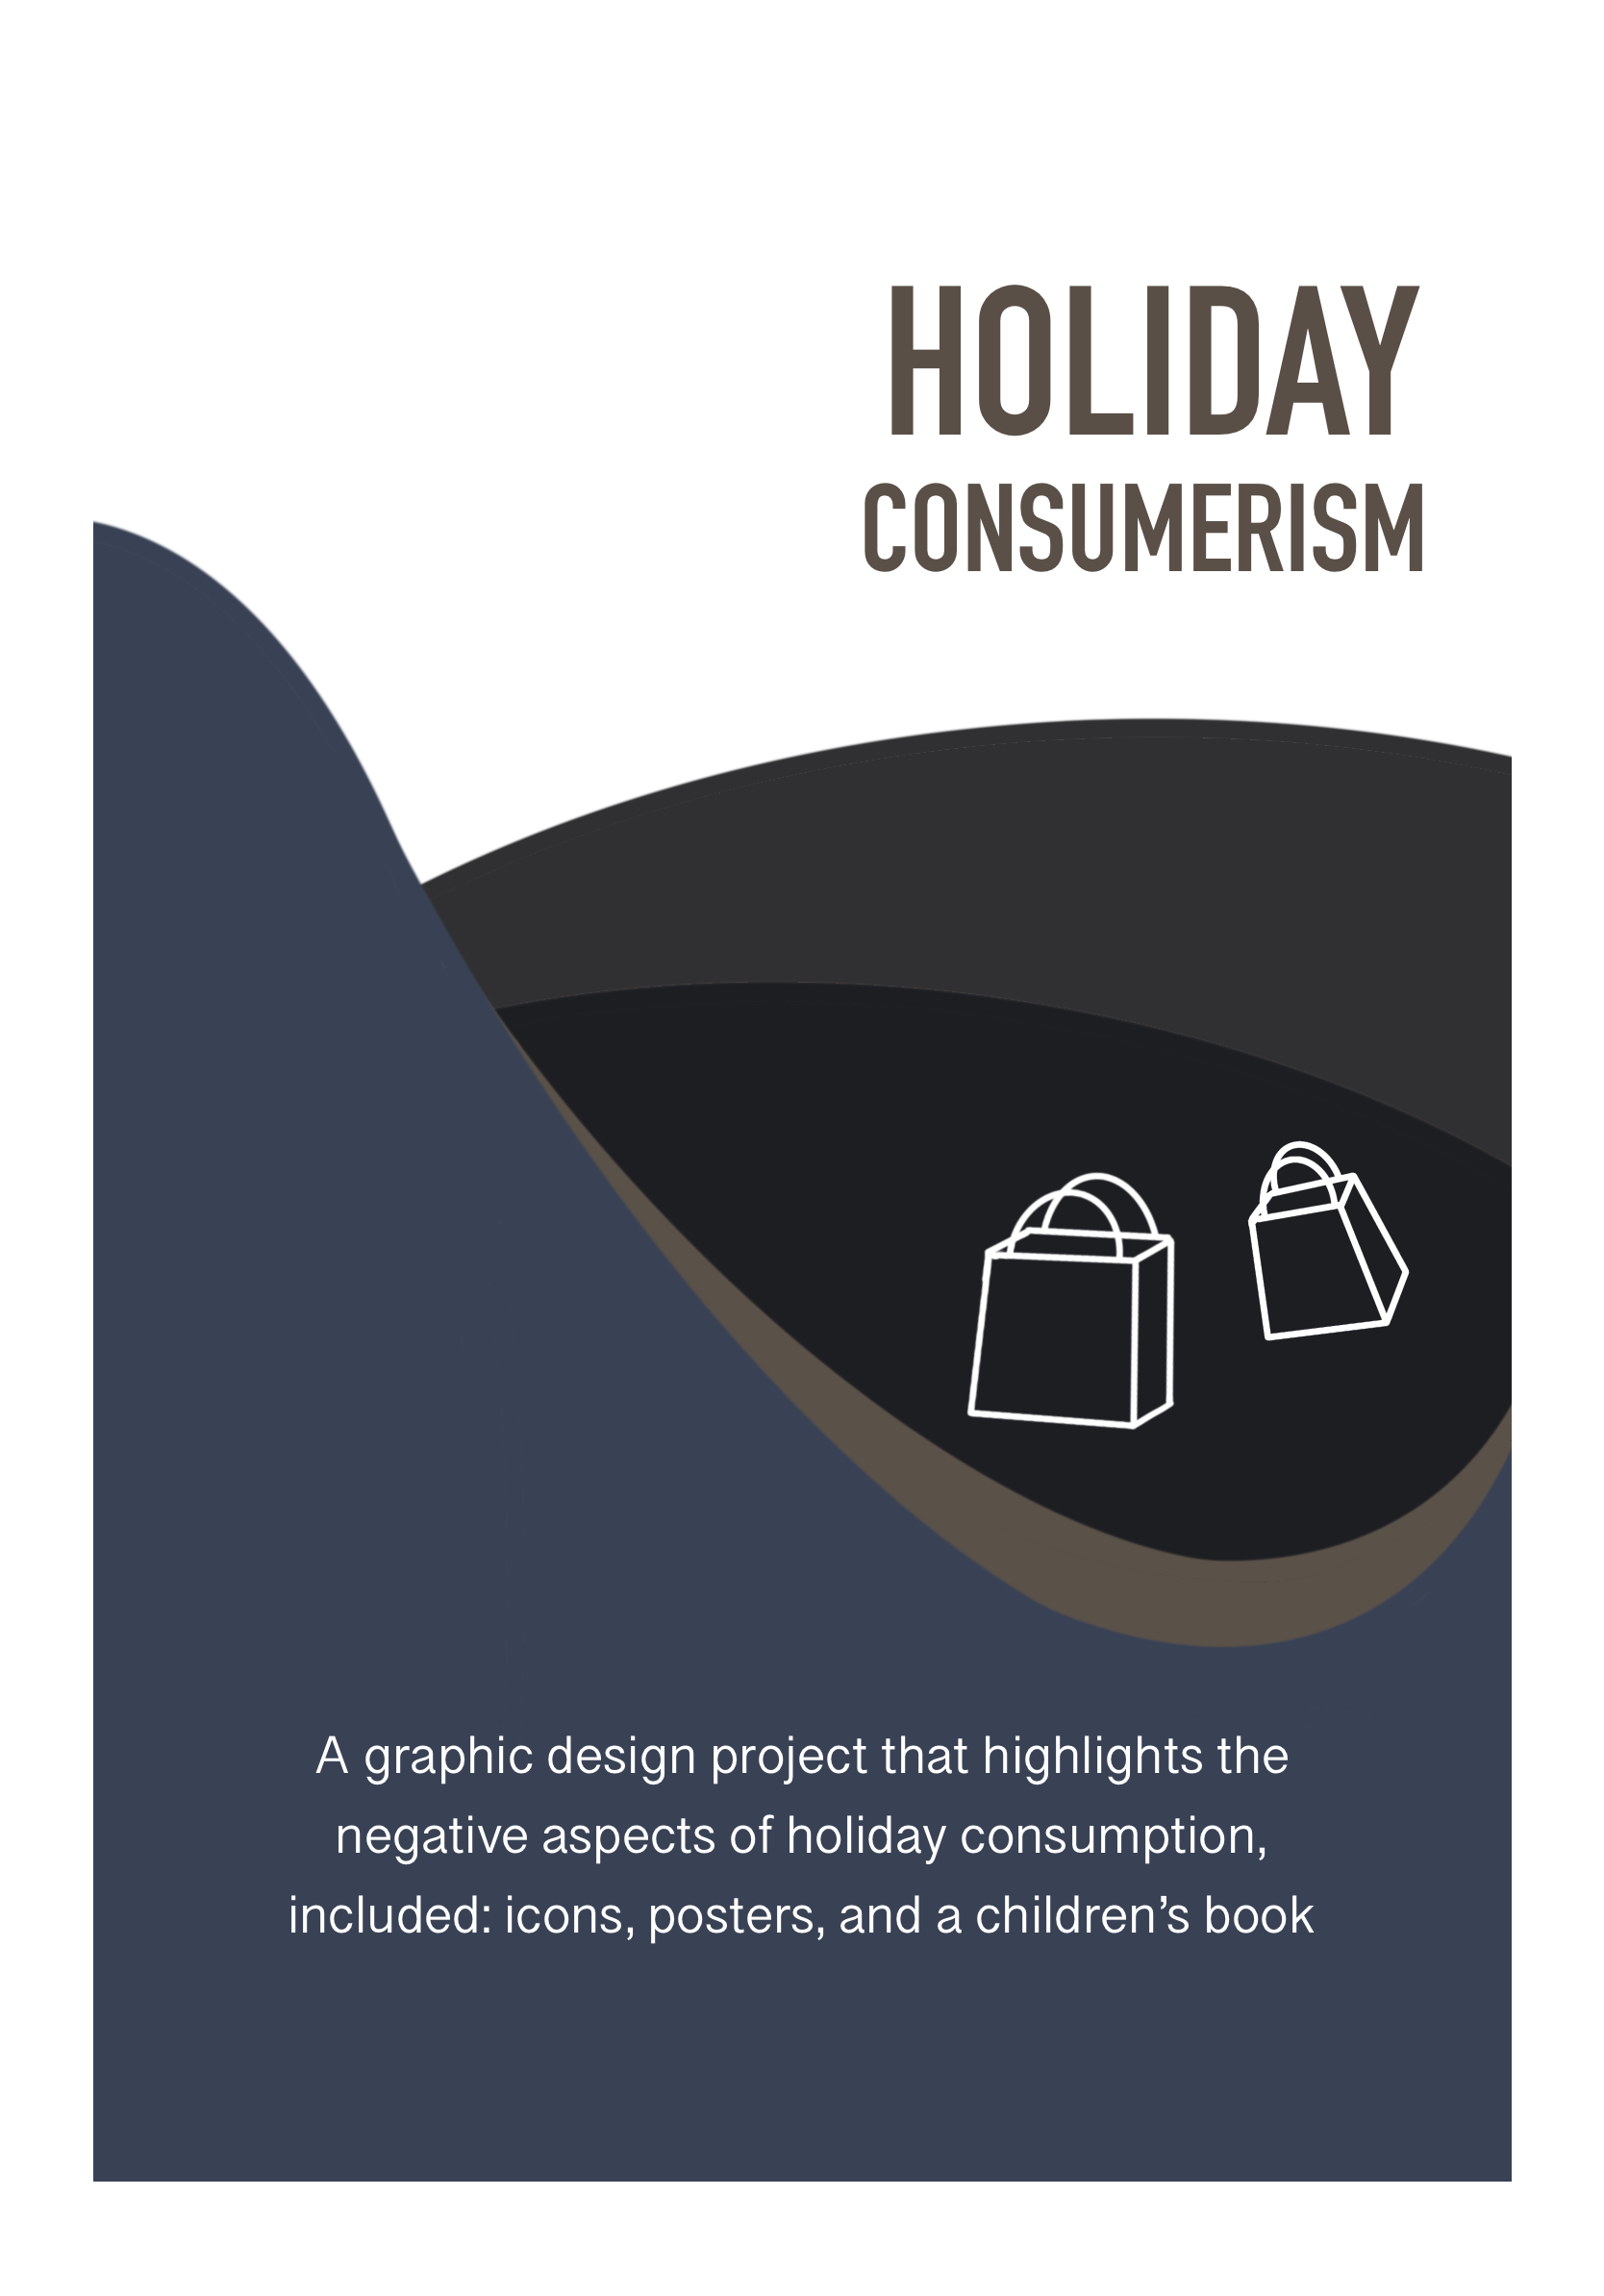 HOLIDAY
CONSUMERISM
A graphic design project that highlights the
negative aspects of holiday consumption,
included: icons, posters, and a children’s book